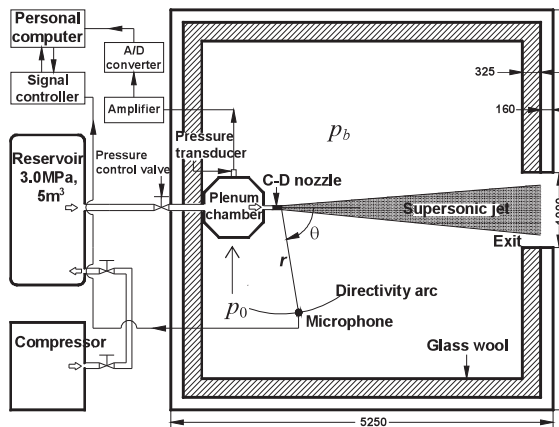 Personal
computer
A/D
converter
Signal
controller
Amplifier
Pressure
transducer
Reservoir
3.0MPa,
5m³
Pressure
control valve
Plenum
chamber
C-D nozzle
p_b
325
160
Supersonic jet
Exit
θ
r
p_0
Directivity arc
Microphone
Compressor
Glass wool
5250